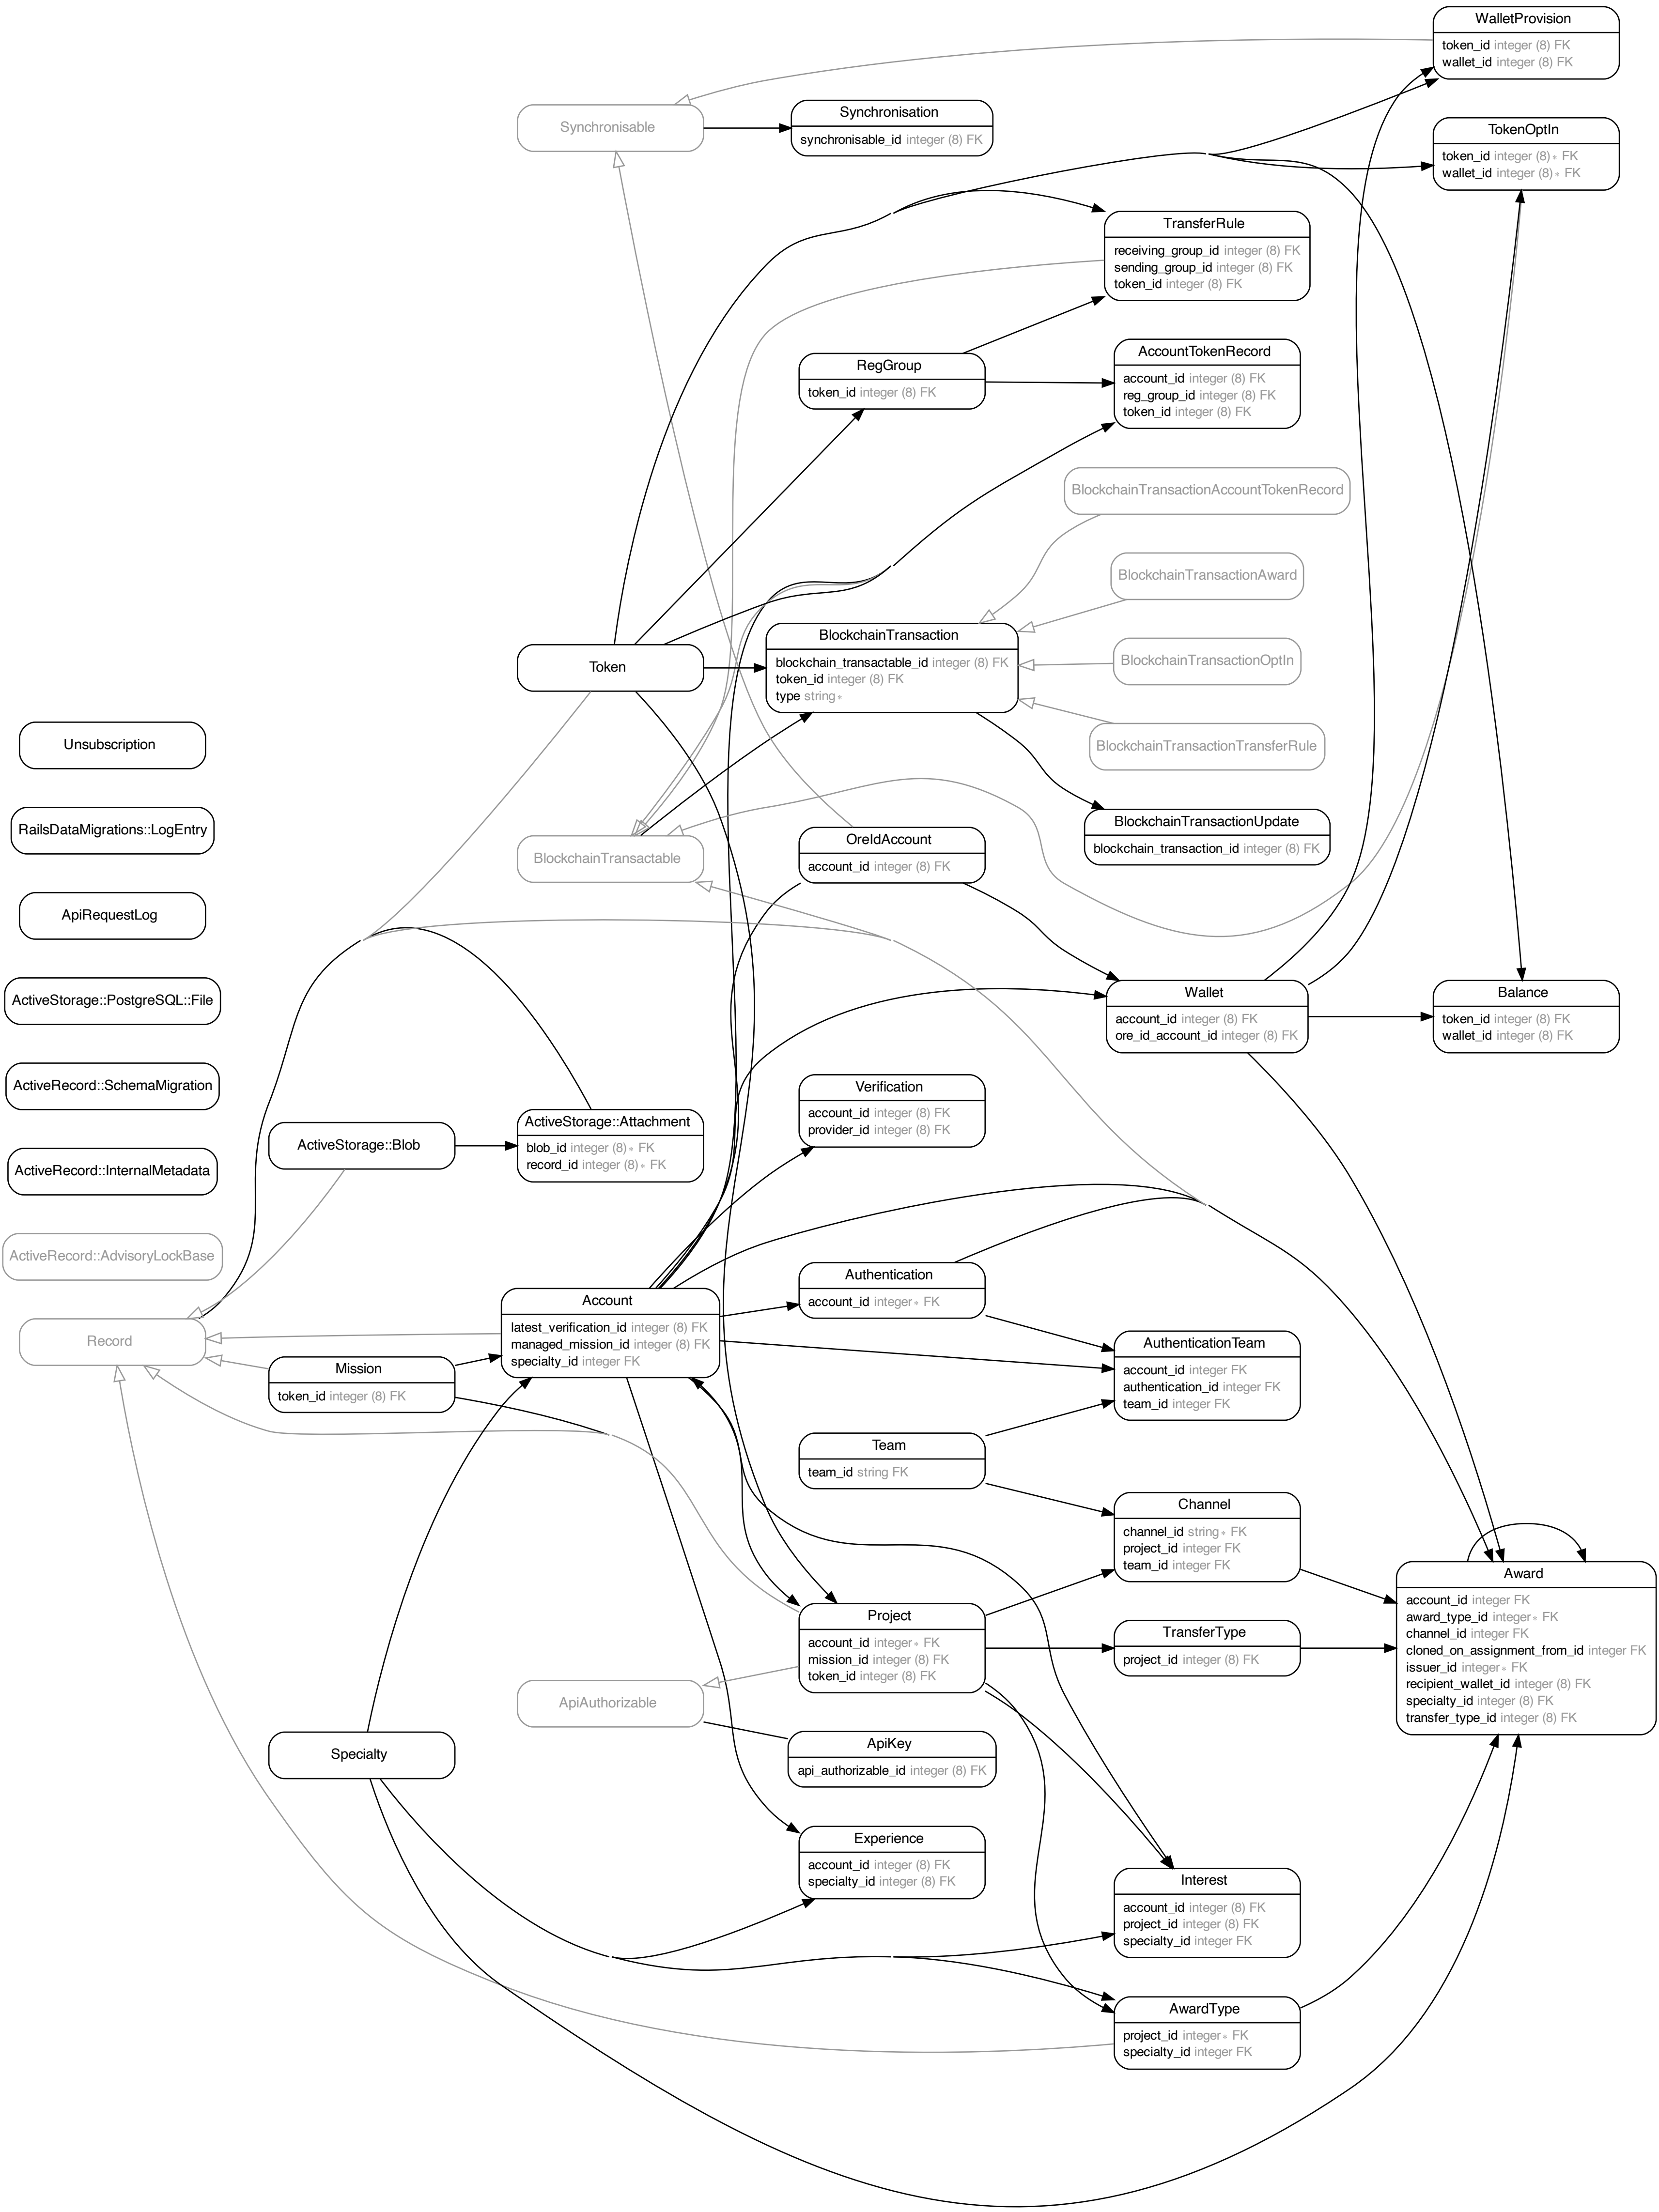 WalletProvision
token_id integer (8) FK
wallet_id integer (8) FK
Synchronisable
Synchronisation
synchronisable_id integer (8) FK
TokenOptIn
token_id integer (8)∗ FK
wallet_id integer (8)∗ FK
TransferRule
receiving_group_id integer (8) FK
sending_group_id integer (8) FK
token_id integer (8) FK
RegGroup
token_id integer (8) FK
AccountTokenRecord
account_id integer (8) FK
reg_group_id integer (8) FK
token_id integer (8) FK
BlockchainTransactionAccountTokenRecord
BlockchainTransactionAward
Token
BlockchainTransaction
blockchain_transactable_id integer (8) FK
token_id integer (8) FK
type string∗
BlockchainTransactionOptIn
BlockchainTransactionTransferRule
Unsubscription
RailsDataMigrations::LogEntry
BlockchainTransactable
OreIdAccount
account_id integer (8) FK
BlockchainTransactionUpdate
blockchain_transaction_id integer (8) FK
ApiRequestLog
ActiveStorage::PostgreSQL::File
Wallet
account_id integer (8) FK
ore_id_account_id integer (8) FK
Balance
token_id integer (8) FK
wallet_id integer (8) FK
ActiveRecord::SchemaMigration
Verification
account_id integer (8) FK
provider_id integer (8) FK
ActiveStorage::Blob
ActiveStorage::Attachment
blob_id integer (8)∗ FK
record_id integer (8)∗ FK
ActiveRecord::InternalMetadata
ActiveRecord::AdvisoryLockBase
Record
Account
latest_verification_id integer (8) FK
managed_mission_id integer (8) FK
specialty_id integer FK
Authentication
account_id integer∗ FK
Mission
token_id integer (8) FK
AuthenticationTeam
account_id integer FK
authentication_id integer FK
team_id integer FK
Team
team_id string FK
Channel
channel_id string∗ FK
project_id integer FK
team_id integer FK
Project
account_id integer∗ FK
mission_id integer (8) FK
token_id integer (8) FK
TransferType
project_id integer (8) FK
Award
account_id integer FK
award_type_id integer∗ FK
channel_id integer FK
cloned_on_assignment_from_id integer FK
issuer_id integer∗ FK
recipient_wallet_id integer (8) FK
specialty_id integer (8) FK
transfer_type_id integer (8) FK
ApiAuthorizable
Specialty
ApiKey
api_authorizable_id integer (8) FK
Experience
account_id integer (8) FK
specialty_id integer (8) FK
Interest
account_id integer (8) FK
project_id integer (8) FK
specialty_id integer FK
AwardType
project_id integer∗ FK
specialty_id integer FK